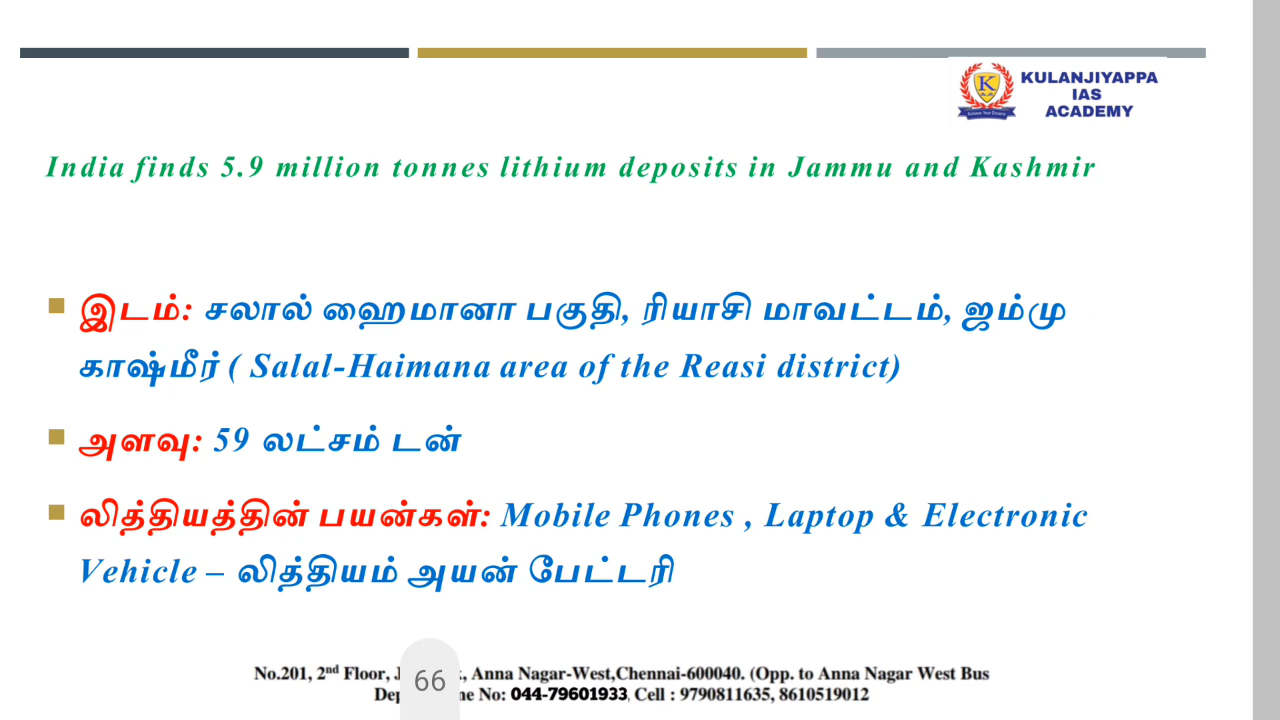 KULANJIYAPPA
IAS
ACADEMY
India finds 5.9 million tonnes lithium deposits in Jammu and Kashmir
இடம்: சலால் ஹைமானா பகுதி, ரியாசி மாவட்டம், ஜம்மு
காஷ்மீர் ( Salal-Haimana area of the Reasi district)
அளவு: 59 லட்சம் டன்
லித்தியத்தின் பயன்கள்: Mobile Phones , Laptop & Electronic
Vehicle – லித்தியம் அயன் பேட்டரி
No.201, 2nd Floor, Anna Nagar-West,Chennai-600040. (Opp. to Anna Nagar West Bus
66
No: 044-79601933, Cell : 9790811635, 8610519012